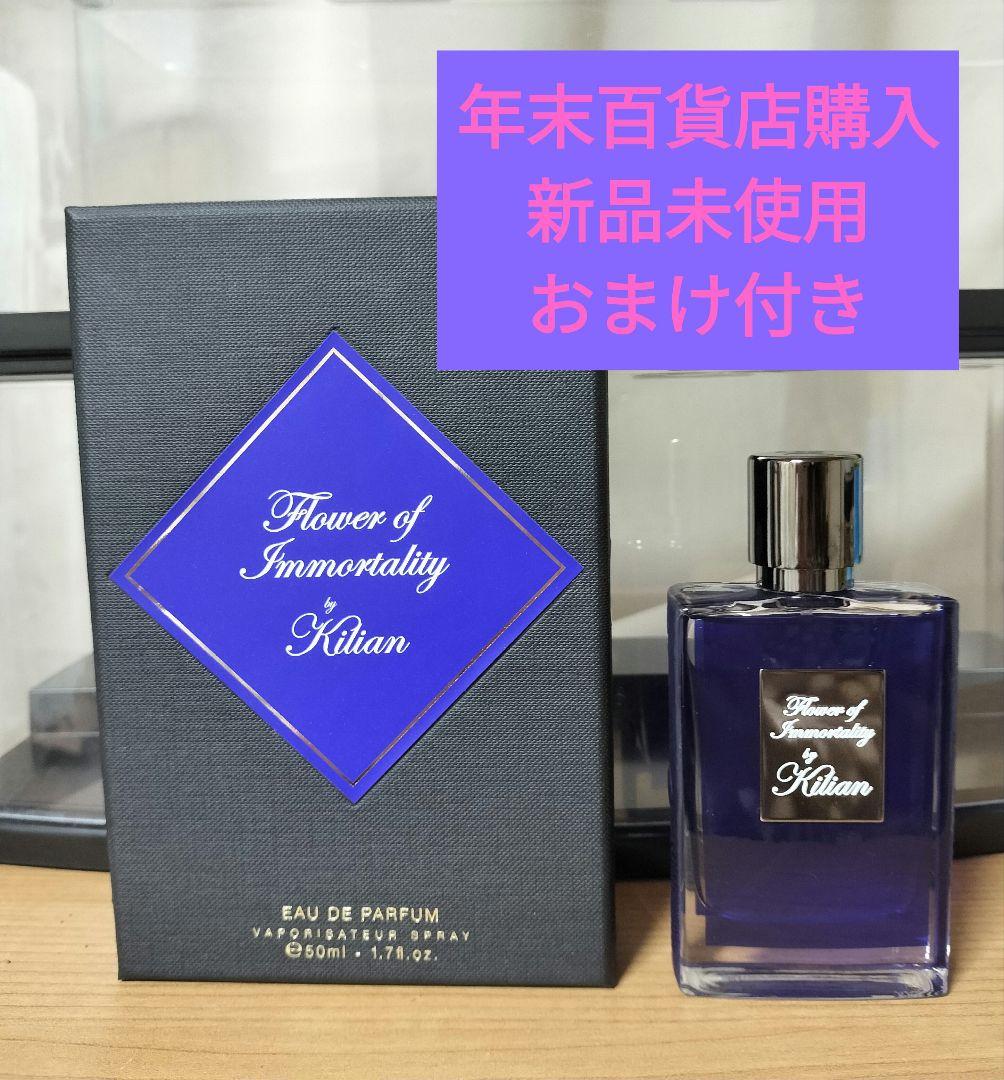 年末百貨店購入
新品未使用
おまけ付き
Flower of
Immortality
by
Kilian
EAU DE PARFUM
VAPORISATEUR SPRAY
℮50ml • 1.7fl.oz.
Flower of
Immortality
by
Kilian